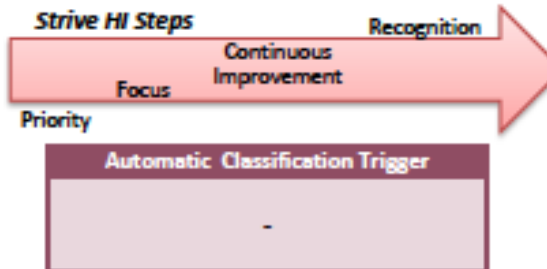 Strive HI Steps
Recognition
Continuous
Improvement
Focus
Priority
Automatic Classification Trigger
-